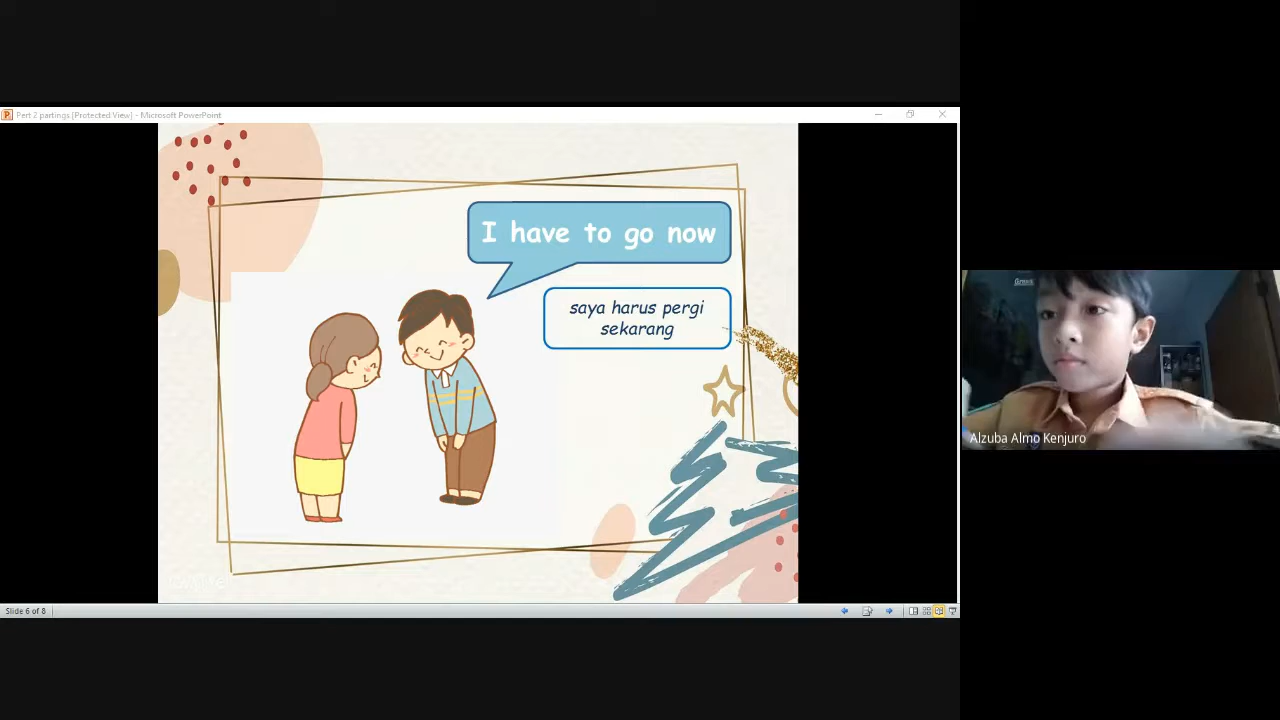 Pert 2 partings [Protected View] - Microsoft PowerPoint
I have to go now
saya harus pergi
sekarang
Alzuba Almo Kenjuro
Slide 6 of 8